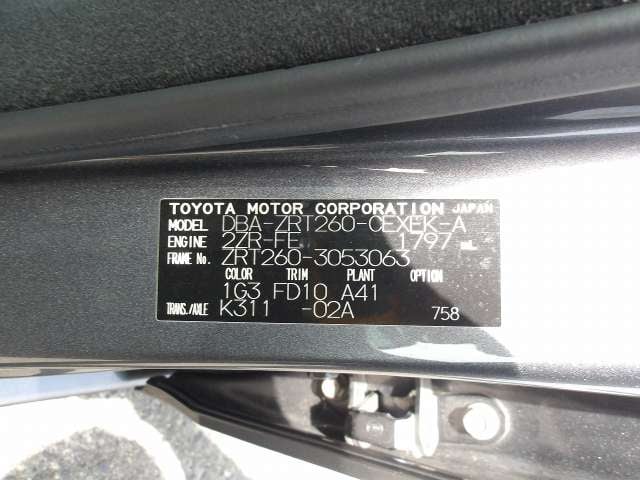 TOYOTA MOTOR CORPORATION JAPAN
MODEL DBA-ZRT260-CEXEK-A
ENGINE 2ZR-FE 1797 mL
FRAME No. ZRT260-3053063
COLOR TRIM PLANT OPTION
1G3 FD10 A41
TRANS./AXLE K311 -02A 758